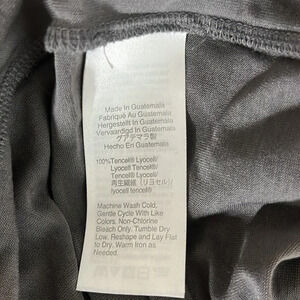 Made In Guatemala
Fabriqué Au Guatemala
Hergestellt In Guatemala
Vervaardigd In Guatemala
グアテマラ製
Hecho En Guatemala
100%Tencel® Lyocell/
Lyocell Tencel®/
Tencel® Lyocell/
再生繊維 (リヨセル)/
lyocell tencel®
Machine Wash Cold,
Gentle Cycle With Like
Colors, Non-Chlorine
Bleach Only, Tumble Dry
Low. Reshape and Lay Flat
to Dry. Warm Iron as
Needed.